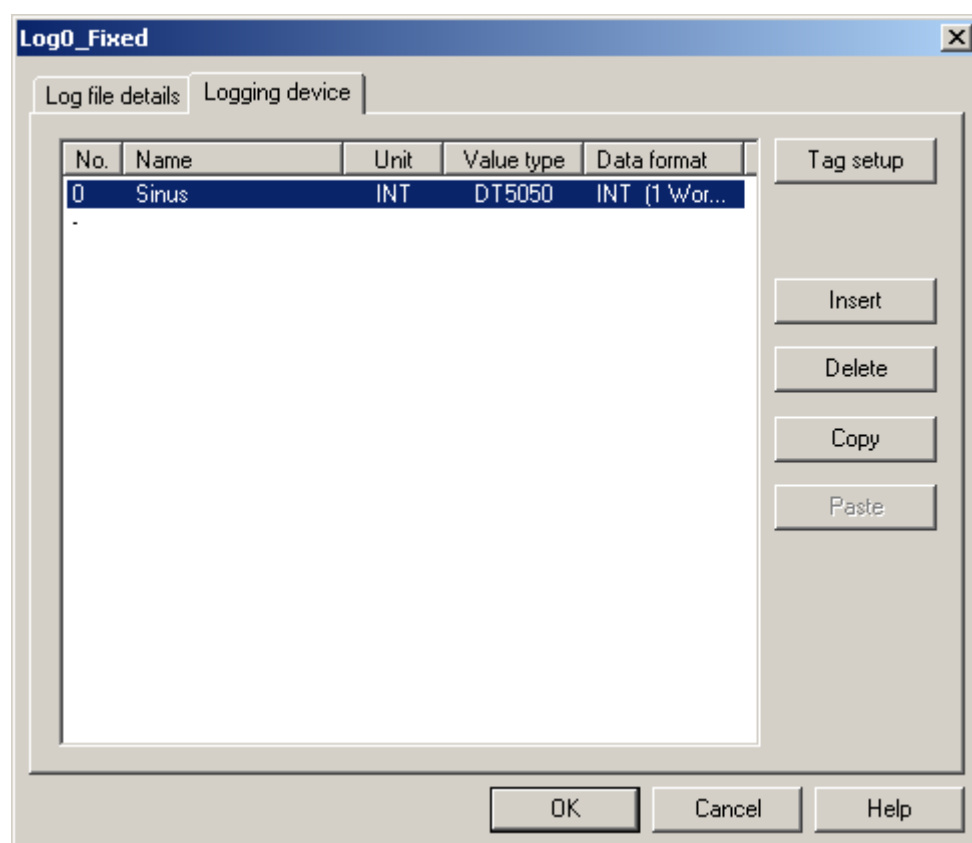 Log0_Fixed
Log file details Logging device
No. Name Unit Value type Data format
0 Sinus INT DT5050 INT (1 Wor...
-
Tag setup
Insert
Delete
Copy
Paste
OK Cancel Help